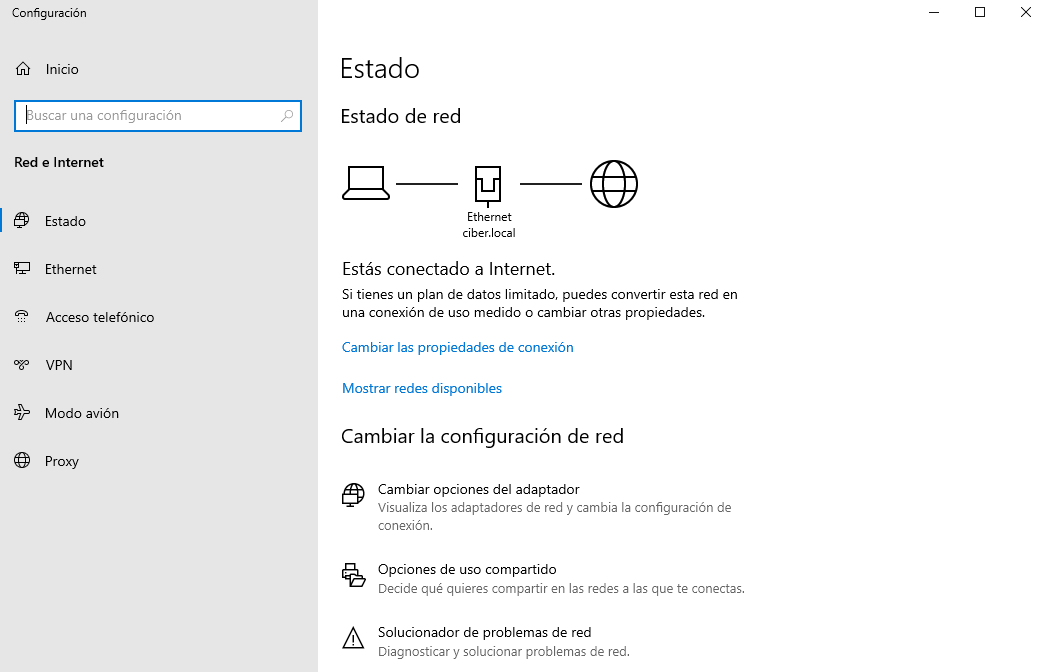 Configuración
Inicio
Buscar una configuración
Red e Internet
Estado
Ethernet
Acceso telefónico
VPN
Modo avión
Proxy
Estado
Estado de red
Ethernet
ciber.local
Estás conectado a Internet.
Si tienes un plan de datos limitado, puedes convertir esta red en
una conexión de uso medido o cambiar otras propiedades.
Cambiar las propiedades de conexión
Mostrar redes disponibles
Cambiar la configuración de red
Cambiar opciones del adaptador
Visualiza los adaptadores de red y cambia la configuración de
conexión.
Opciones de uso compartido
Decide qué quieres compartir en las redes a las que te conectas.
Solucionador de problemas de red
Diagnosticar y solucionar problemas de red.